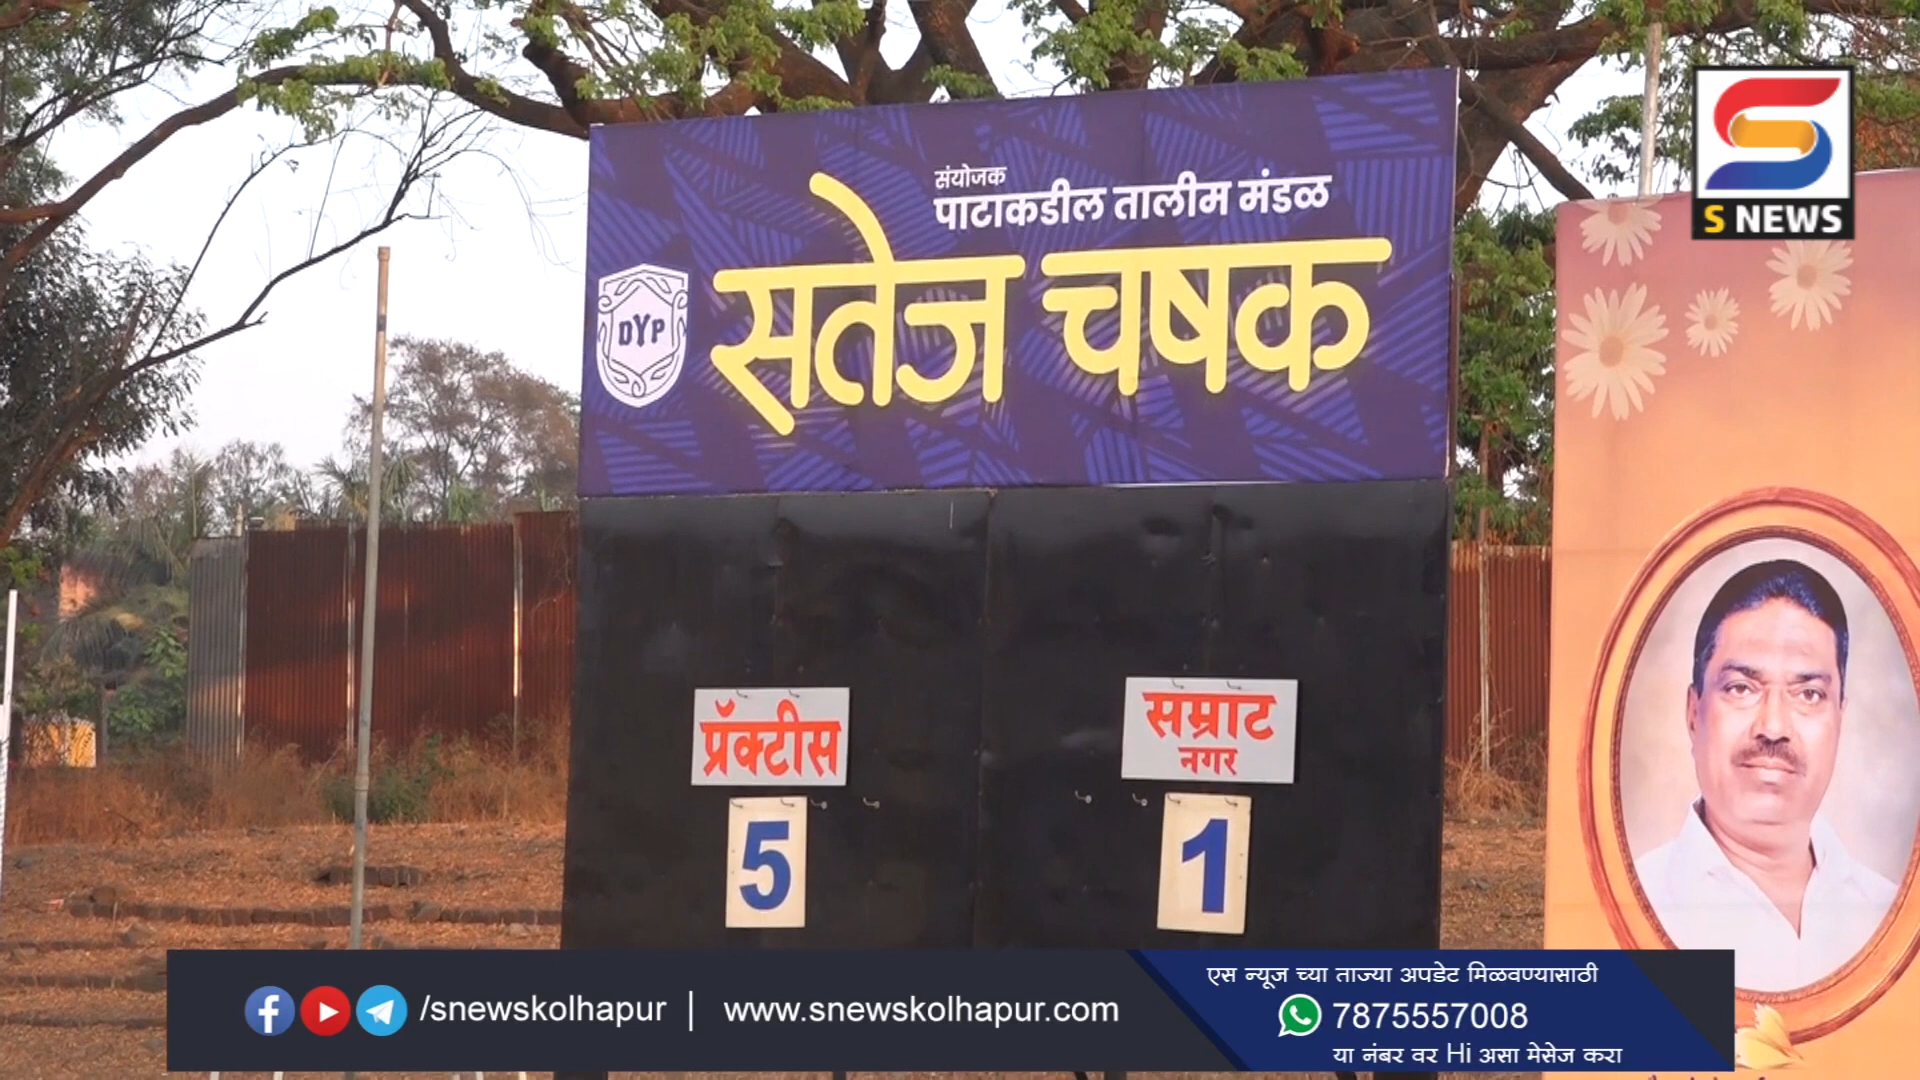 S NEWS
संयोजक
पाटाकडील तालीम मंडळ
सतेज चषक
DYP
प्रॅक्टीस
सम्राट
नगर
5
1
/snewskolhapur | www.snewskolhapur.com
एस न्यूज च्या ताज्या अपडेट मिळवण्यासाठी
7875557008
या नंबर वर Hi असा मेसेज करा